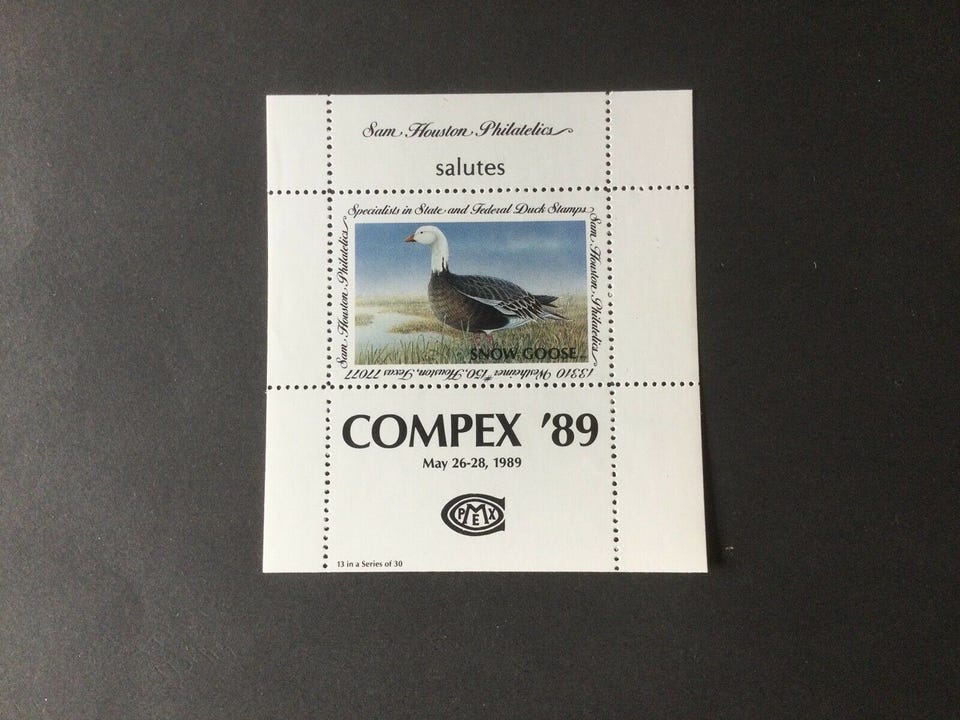 Sam Houston Philatelics
salutes
Specialists in State and Federal Duck Stamps
Sam Houston Philatelics
Sam Houston Philatelics
SNOW GOOSE
13310 Westheimer #150, Houston, Texas 77077
COMPEX '89
May 26-28, 1989
COMPEX
13 in a Series of 30